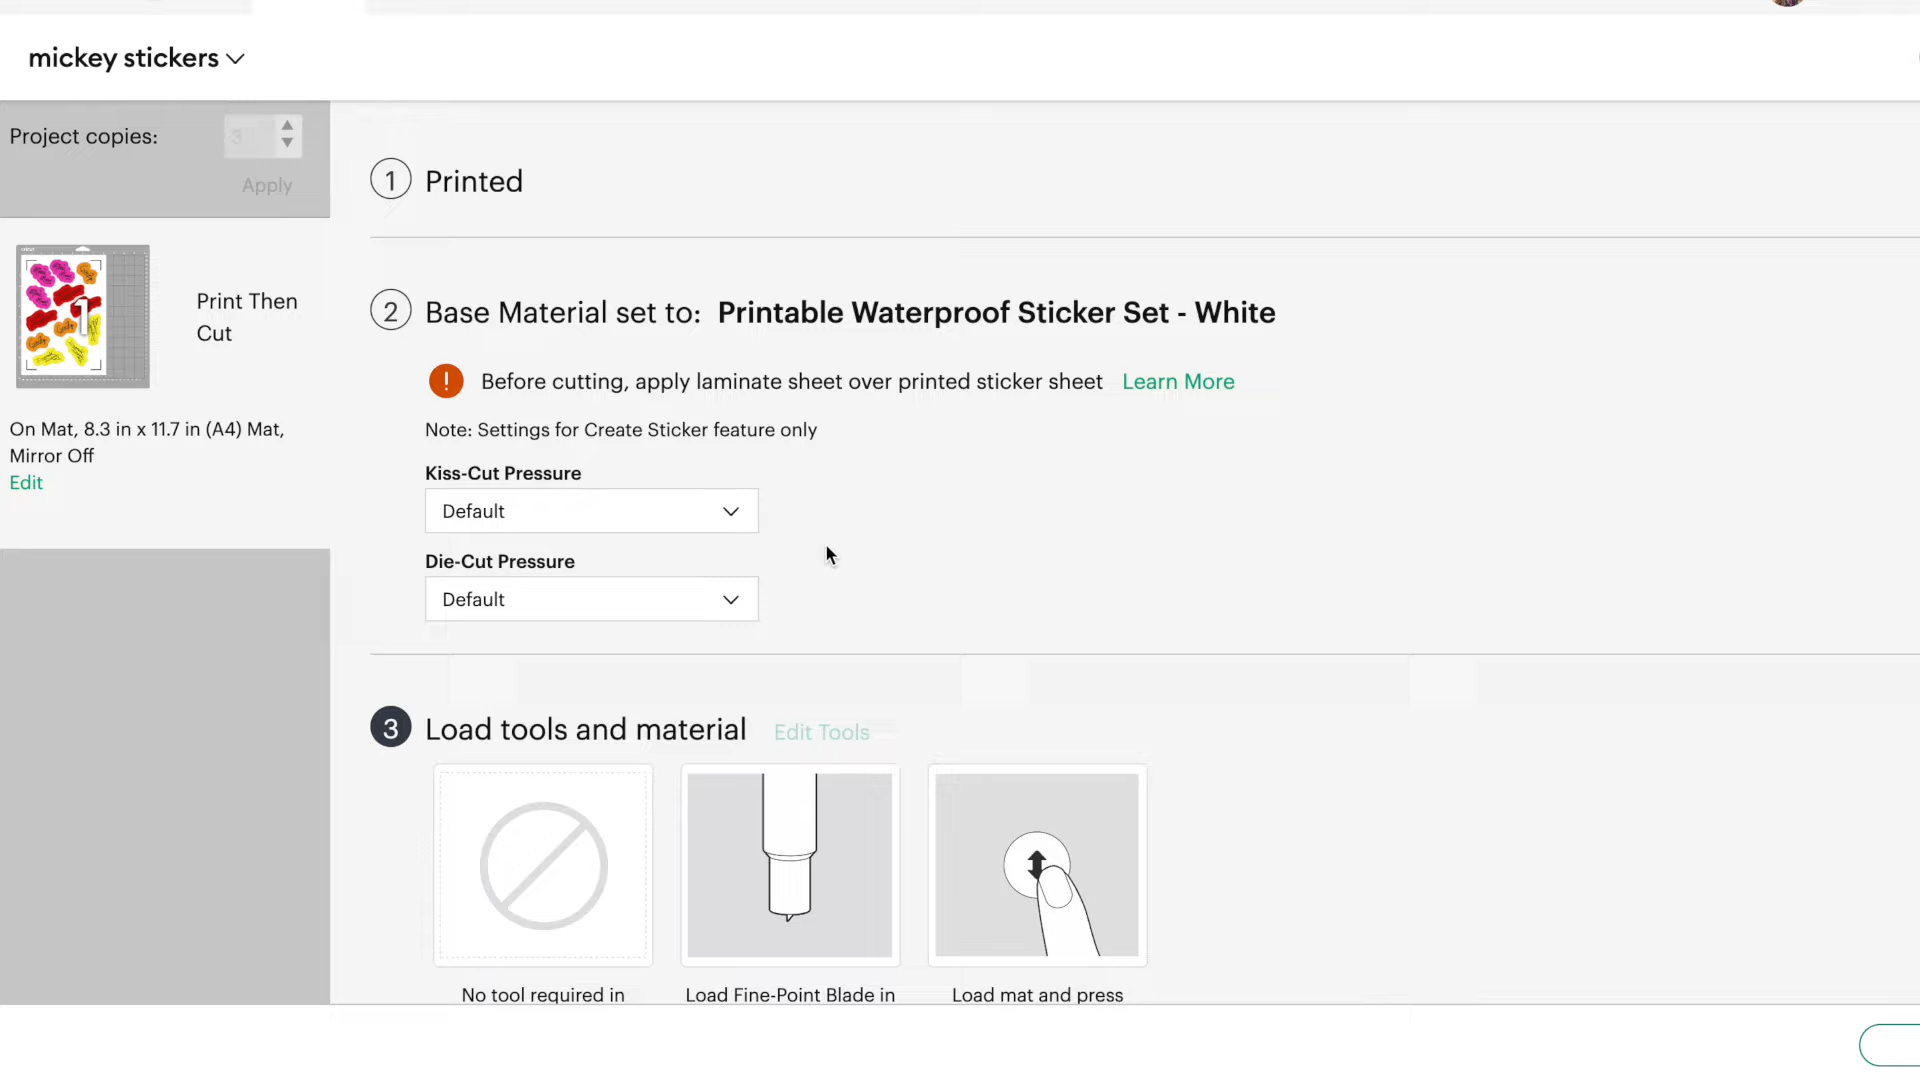 mickey stickers
Project copies:
3
Apply
1
Print Then
Cut
On Mat, 8.3 in x 11.7 in (A4) Mat,
Mirror Off
Edit
1 Printed
2 Base Material set to: Printable Waterproof Sticker Set - White
! Before cutting, apply laminate sheet over printed sticker sheet Learn More
Note: Settings for Create Sticker feature only
Kiss-Cut Pressure
Default
Die-Cut Pressure
Default
3 Load tools and material Edit Tools
No tool required in
Load Fine-Point Blade in
Load mat and press